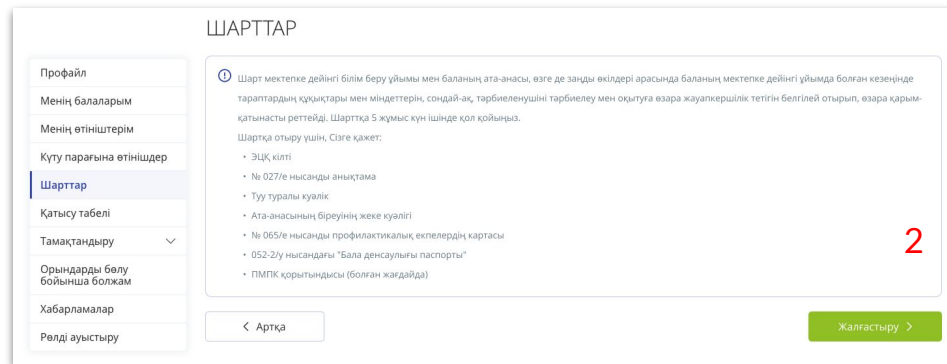 ШАРТТАР
Профайл
Менің балаларым
Менің өтініштерім
Күту парағына өтінішдер
Шарттар
Қатысу табелі
Тамақтандыру
Орындарды бөлу
бойынша болжам
Хабарламалар
Рөлді ауыстыру
Шарт мектепке дейінгі білім беру ұйымы мен баланың ата-анасы, өзге де заңды өкілдері арасында баланың мектепке дейінгі ұйымда болған кезеңінде
тараптардың құқықтары мен міндеттерін, сондай-ақ, тәрбиеленушіні тәрбиелеу мен оқытуға өзара жауапкершілік тетігін белгілей отырып, өзара қарым-
қатынасты реттейді. Шарттқа 5 жұмыс күн ішінде қол қойыңыз.
Шартқа отыру үшін, Сізге қажет:
• ЭЦҚ кілті
• № 027/е нысанды анықтама
• Туу туралы куәлік
• Ата-анасының біреуінің жеке куәлігі
• № 065/е нысанды профилактикалық екпелердің картасы
• 052-2/у нысандағы "Бала денсаулығы паспорты"
• ПМПК қорытындысы (болған жағдайда)
2
< Артқа
Жалғастыру >